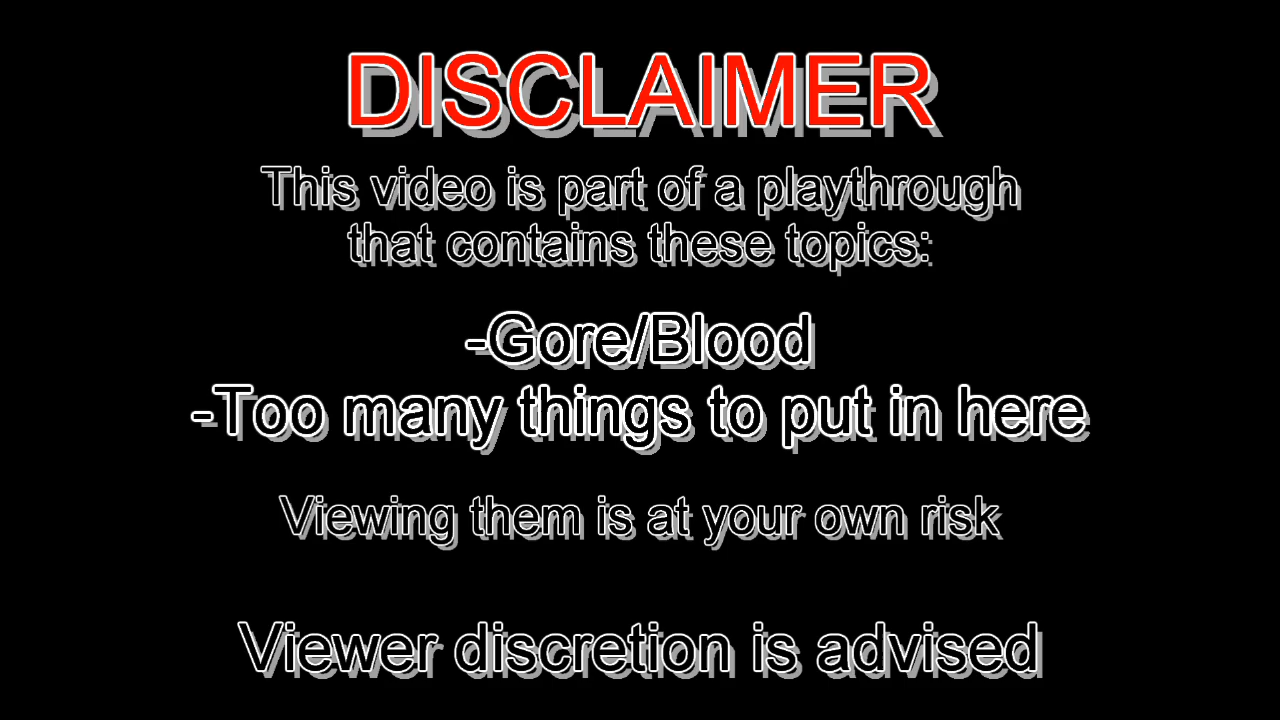 DISCLAIMER
This video is part of a playthrough
that contains these topics:
-Gore/Blood
-Too many things to put in here
Viewing them is at your own risk
Viewer discretion is advised